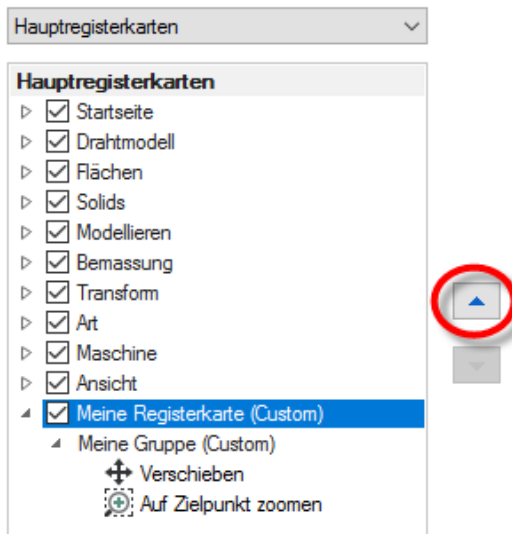 Hauptregisterkarten
Hauptregisterkarten
Startseite
Drahtmodell
Flächen
Solids
Modellieren
Bemassung
Transform
Art
Maschine
Ansicht
Meine Registerkarte (Custom)
Meine Gruppe (Custom)
Verschieben
Auf Zielpunkt zoomen